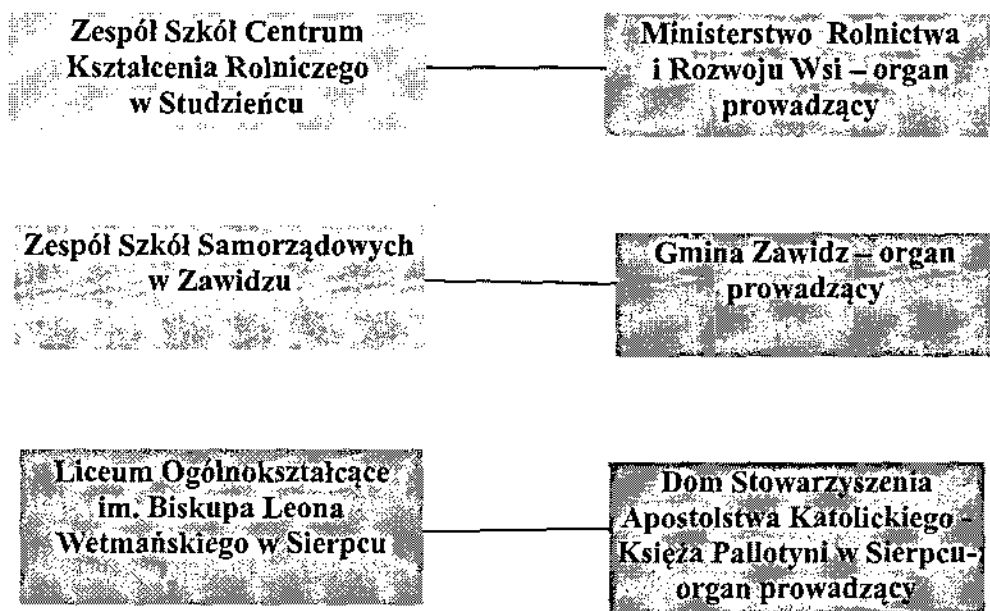 Zespół Szkół Centrum
Kształcenia Rolniczego
w Studzieńcu
Ministerstwo Rolnictwa
i Rozwoju Wsi – organ
prowadzący
Zespół Szkół Samorządowych
w Zawidzu
Gmina Zawidz – organ
prowadzący
Liceum Ogólnokształcące
im. Biskupa Leona
Wetmańskiego w Sierpcu
Dom Stowarzyszenia
Apostolstwa Katolickiego -
Księża Pallotyni w Sierpcu-
organ prowadzący